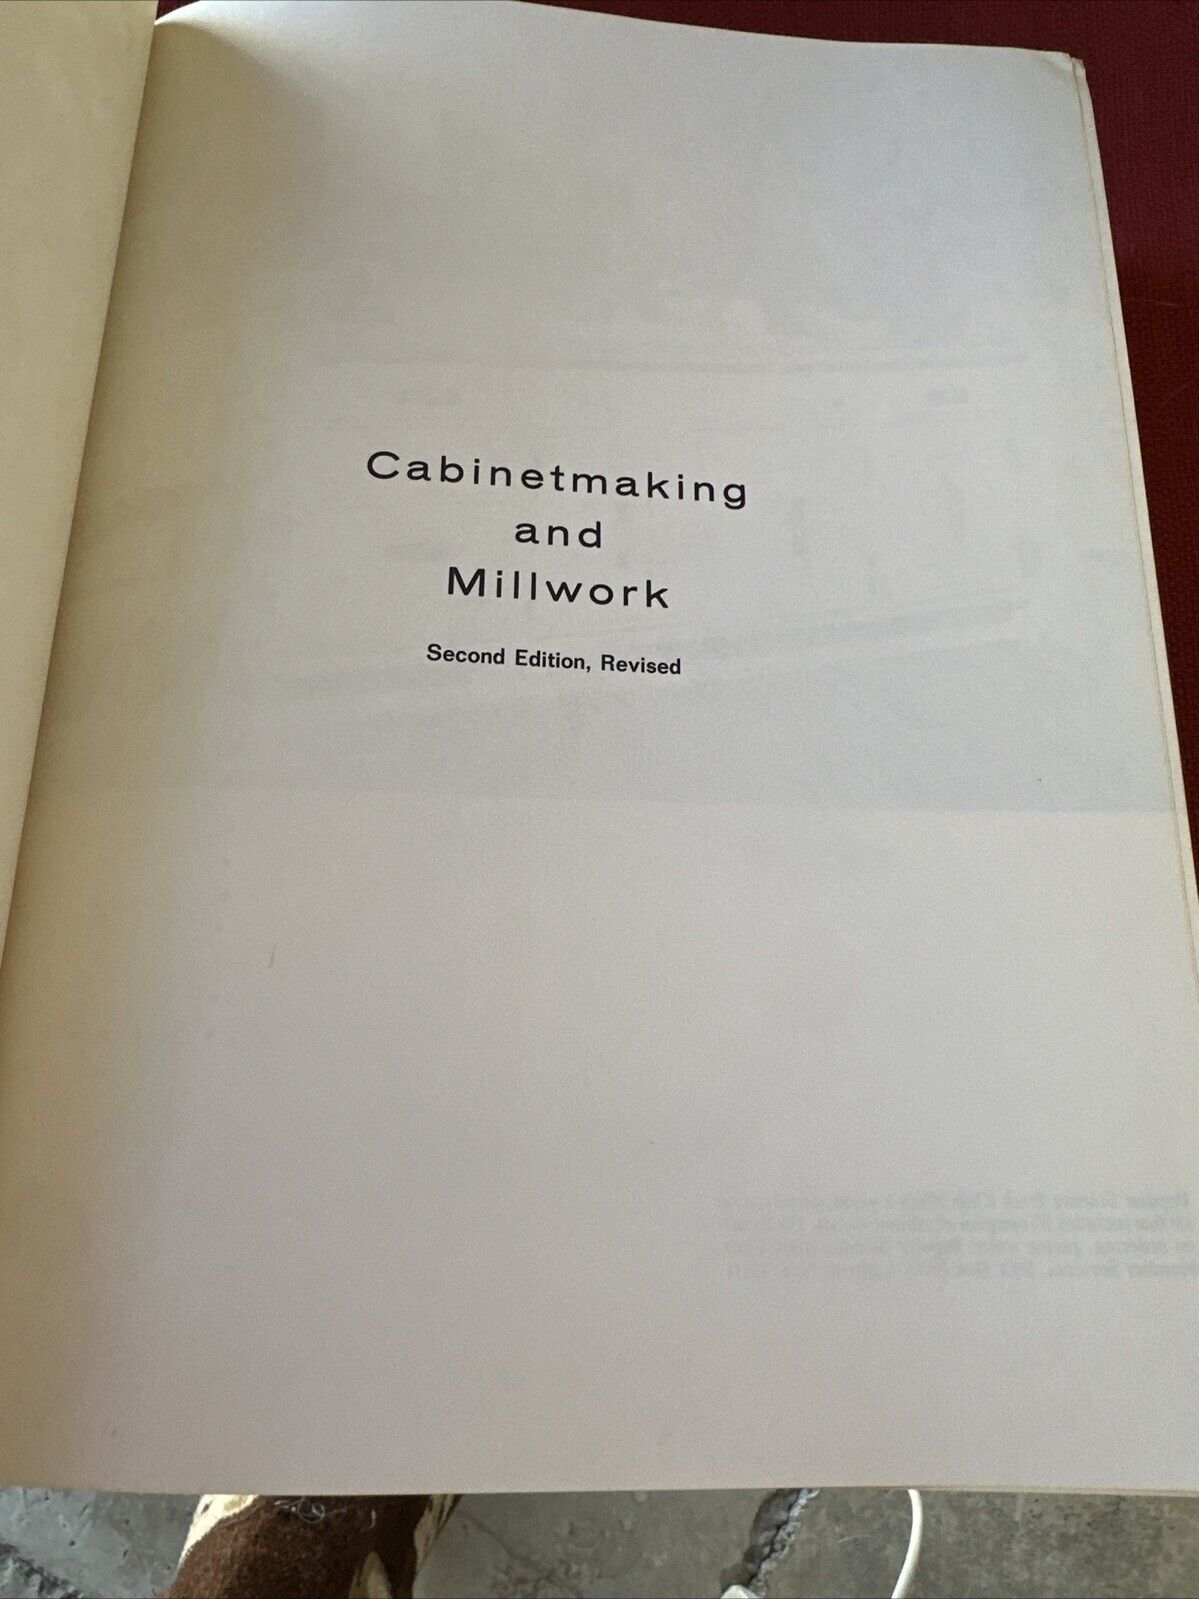 Cabinetmaking
and
Millwork
Second Edition, Revised